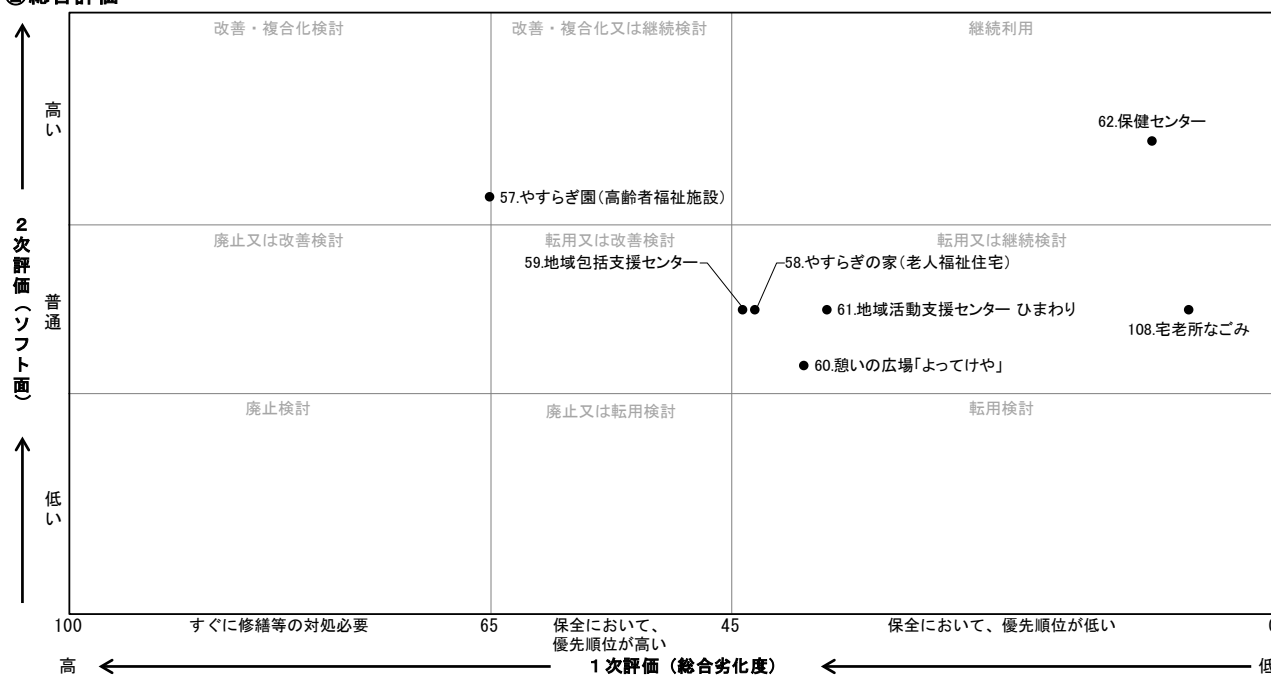 ②総合評価
改善・複合化検討
改善・複合化又は継続検討
継続利用
高い
62.保健センター
57.やすらぎ園(高齢者福祉施設)
2次評価(ソフト面)
廃止又は改善検討
転用又は改善検討
転用又は継続検討
59.地域包括支援センター
58.やすらぎの家(老人福祉住宅)
普通
61.地域活動支援センター ひまわり
108.宅老所なごみ
60.憩いの広場「よってけや」
廃止検討
廃止又は転用検討
転用検討
低い
100
すぐに修繕等の対処必要
65
保全において、
優先順位が高い
45
保全において、優先順位が低い
0
高
1次評価(総合劣化度)
低